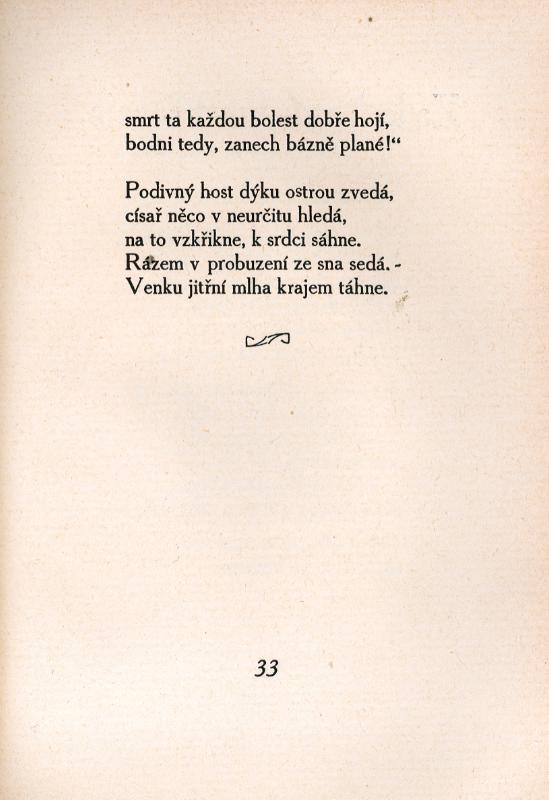 smrt ta každou bolest dobře hojí,
bodni tedy, zanech bázně plané!“
Podivný host dýku ostrou zvedá,
císař něco v neurčitu hledá,
na to vzkřikne, k srdci sáhne.
Rázem v probuzení ze sna sedá. -
Venku jitřní mlha krajem táhne.
33